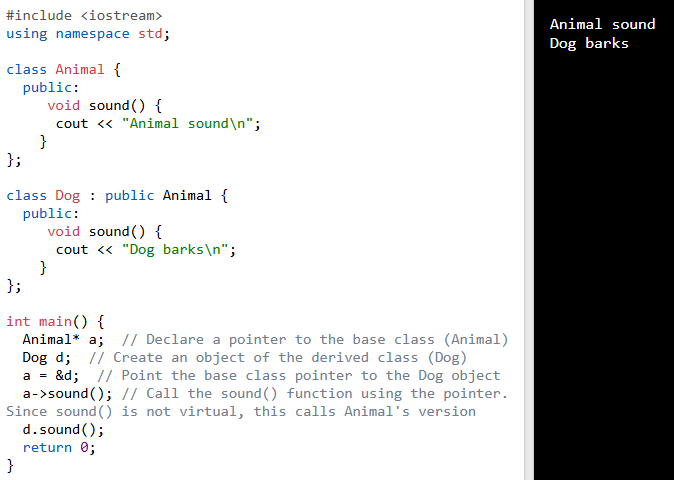 #include <iostream>
using namespace std;

class Animal {
  public:
     void sound() {
      cout << "Animal sound\n";
    }
};

class Dog : public Animal {
  public:
     void sound() {
      cout << "Dog barks\n";
    }
};

int main() {
  Animal* a;  // Declare a pointer to the base class (Animal)
  Dog d;  // Create an object of the derived class (Dog)
  a = &d;  // Point the base class pointer to the Dog object
  a->sound(); // Call the sound() function using the pointer.
Since sound() is not virtual, this calls Animal's version
  d.sound();
  return 0;
}
Animal sound
Dog barks